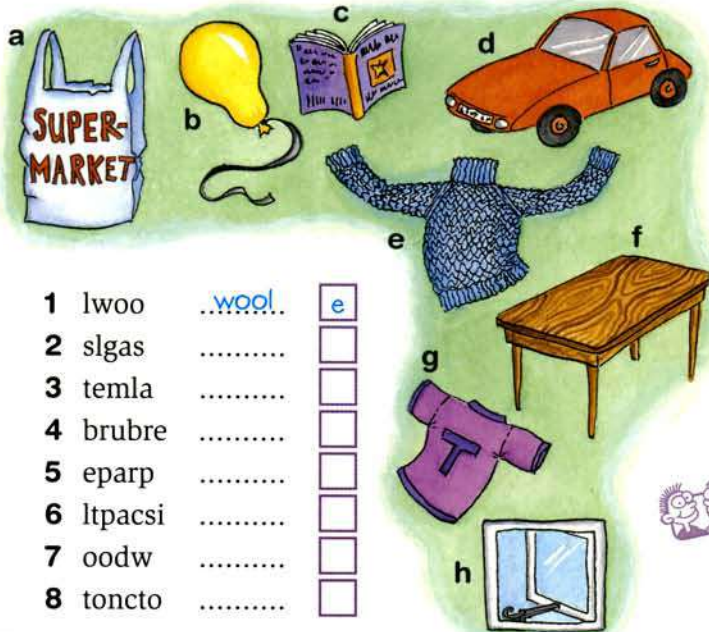 a
SUPER-
MARKET
b
c
d
e
f
g
T
h
1 lwoo wool e
2 slgas ..........
3 temla ..........
4 brubre ..........
5 eparp ..........
6 ltpacsi ..........
7 oodw ..........
8 toncto ..........